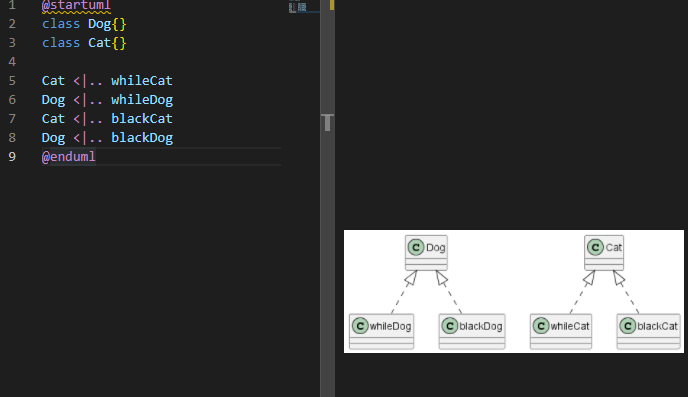 1 @startuml
2 class Dog{}
3 class Cat{}
4
5 Cat <|.. whileCat
6 Dog <|.. whileDog
7 Cat <|.. blackCat
8 Dog <|.. blackDog
9 @enduml
C Dog
C Cat
C whileDog
C blackDog
C whileCat
C blackCat